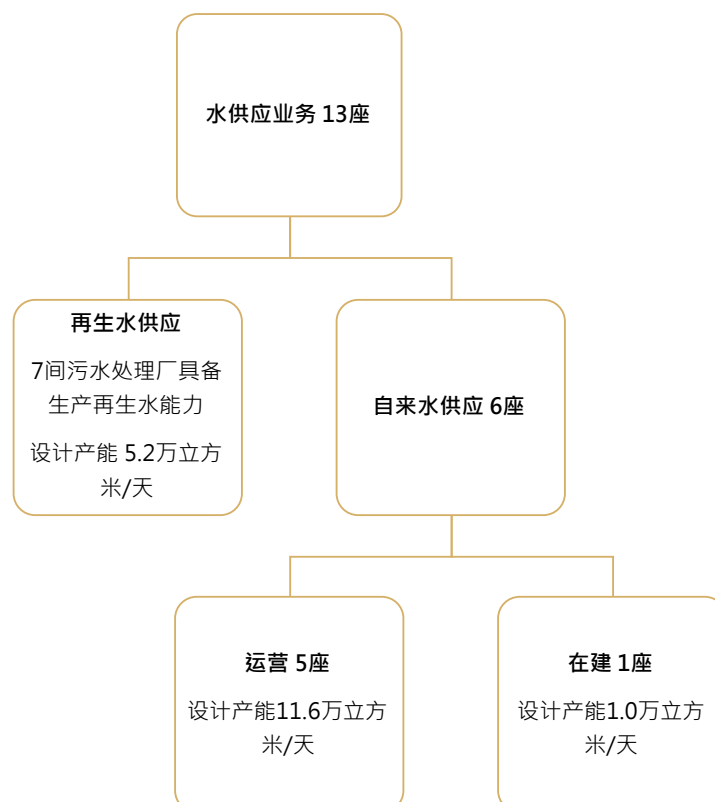 水供应业务 13座
再生水供应
7间污水处理厂具备
生产再生水能力
设计产能 5.2万立方
米/天
自来水供应 6座
运营 5座
设计产能11.6万立方
米/天
在建 1座
设计产能1.0万立方
米/天